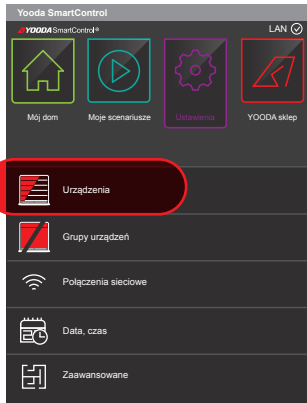 Yooda SmartControl
YOODA SmartControl® LAN
Mój dom Moje scenariusze Ustawienia YOODA sklep
Urządzenia
Grupy urządzeń
Połączenia sieciowe
Data, czas
Zaawansowane